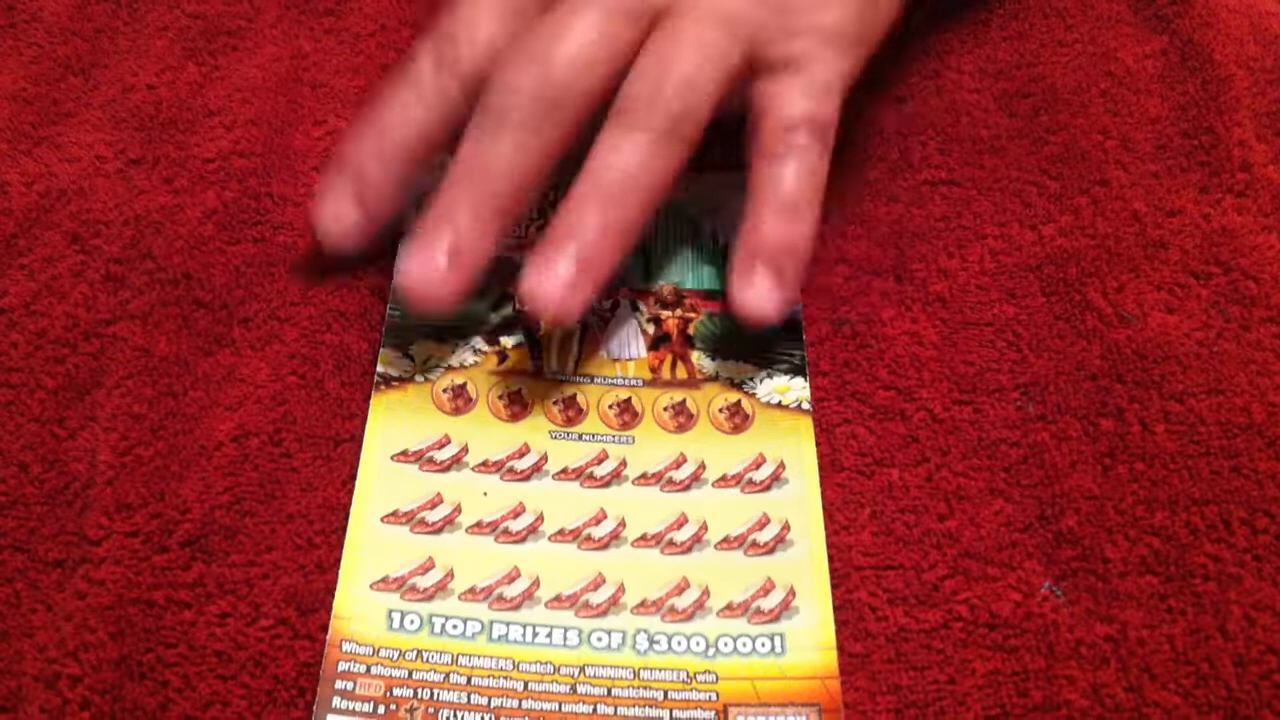 WINNING NUMBERS
YOUR NUMBERS
10 TOP PRIZES OF $300,000!
When any of YOUR NUMBERS match any WINNING NUMBER, win
prize shown under the matching number. When matching numbers
are RED, win 10 TIMES the prize shown under the matching number.
Reveal a " " (FLYMKY)